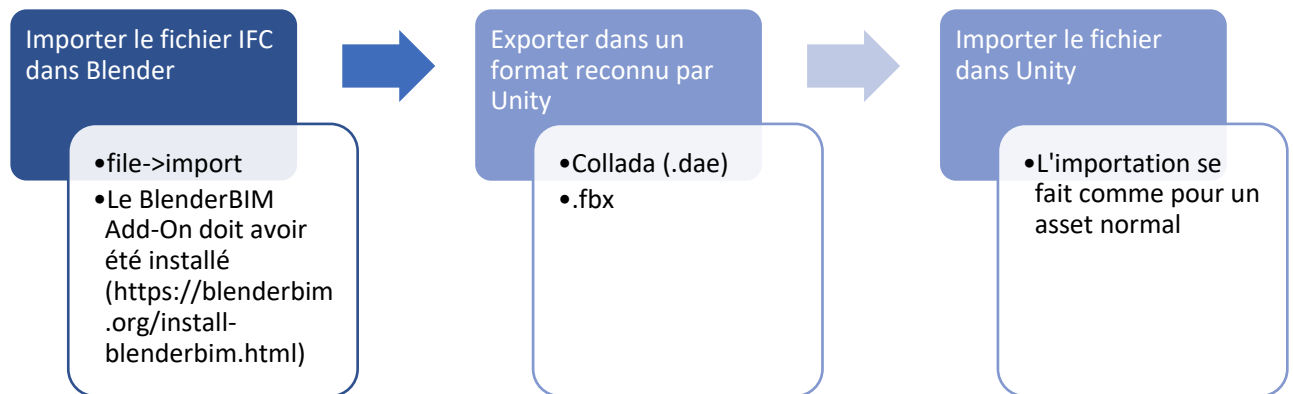 Importer le fichier IFC
dans Blender
•file->import
•Le BlenderBIM
Add-On doit avoir
été installé
(https://blenderbim
.org/install-
blenderbim.html)
Exporter dans un
format reconnu par
Unity
•Collada (.dae)
•.fbx
Importer le fichier
dans Unity
•L'importation se
fait comme pour un
asset normal